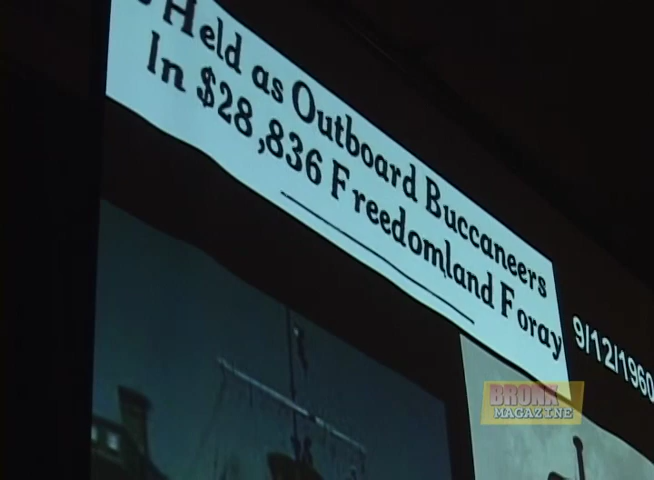 Held as Outboard Buccaneers
In $28,836 Freedomland Foray
9/12/1960
BRONX
MAGAZINE